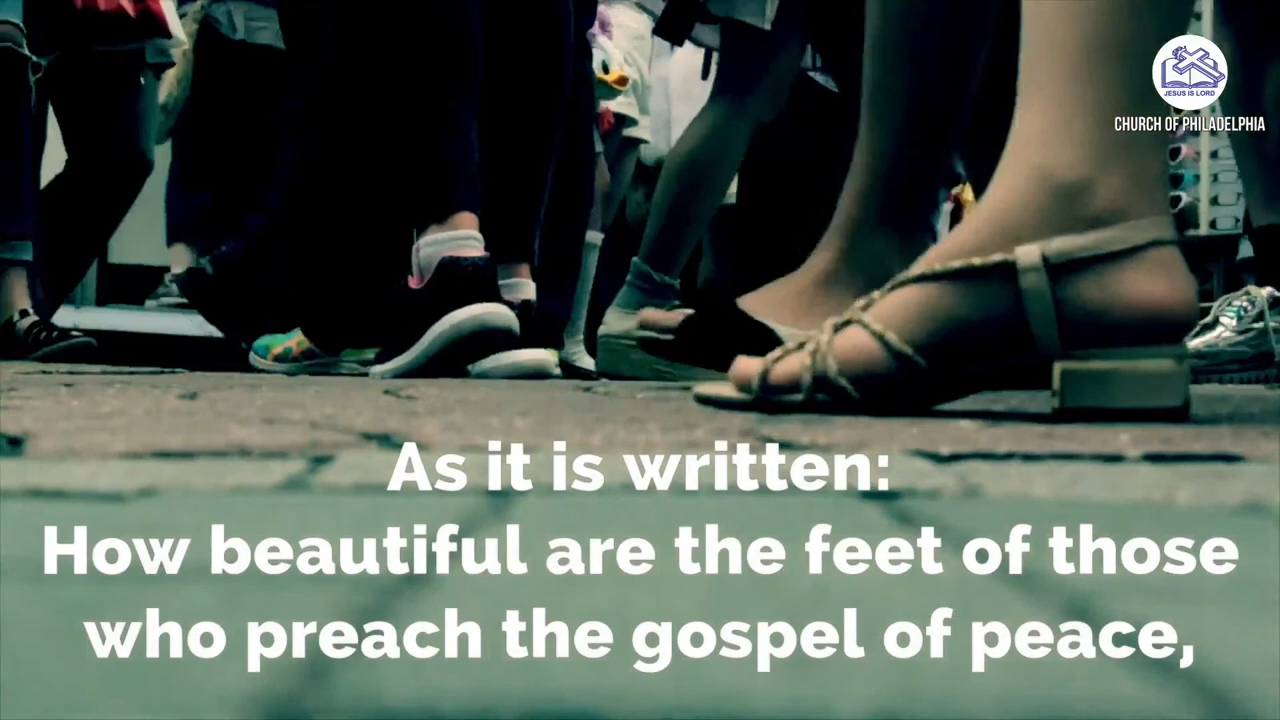 JESUS IS LORD
CHURCH OF PHILADELPHIA
As it is written:
How beautiful are the feet of those
who preach the gospel of peace,